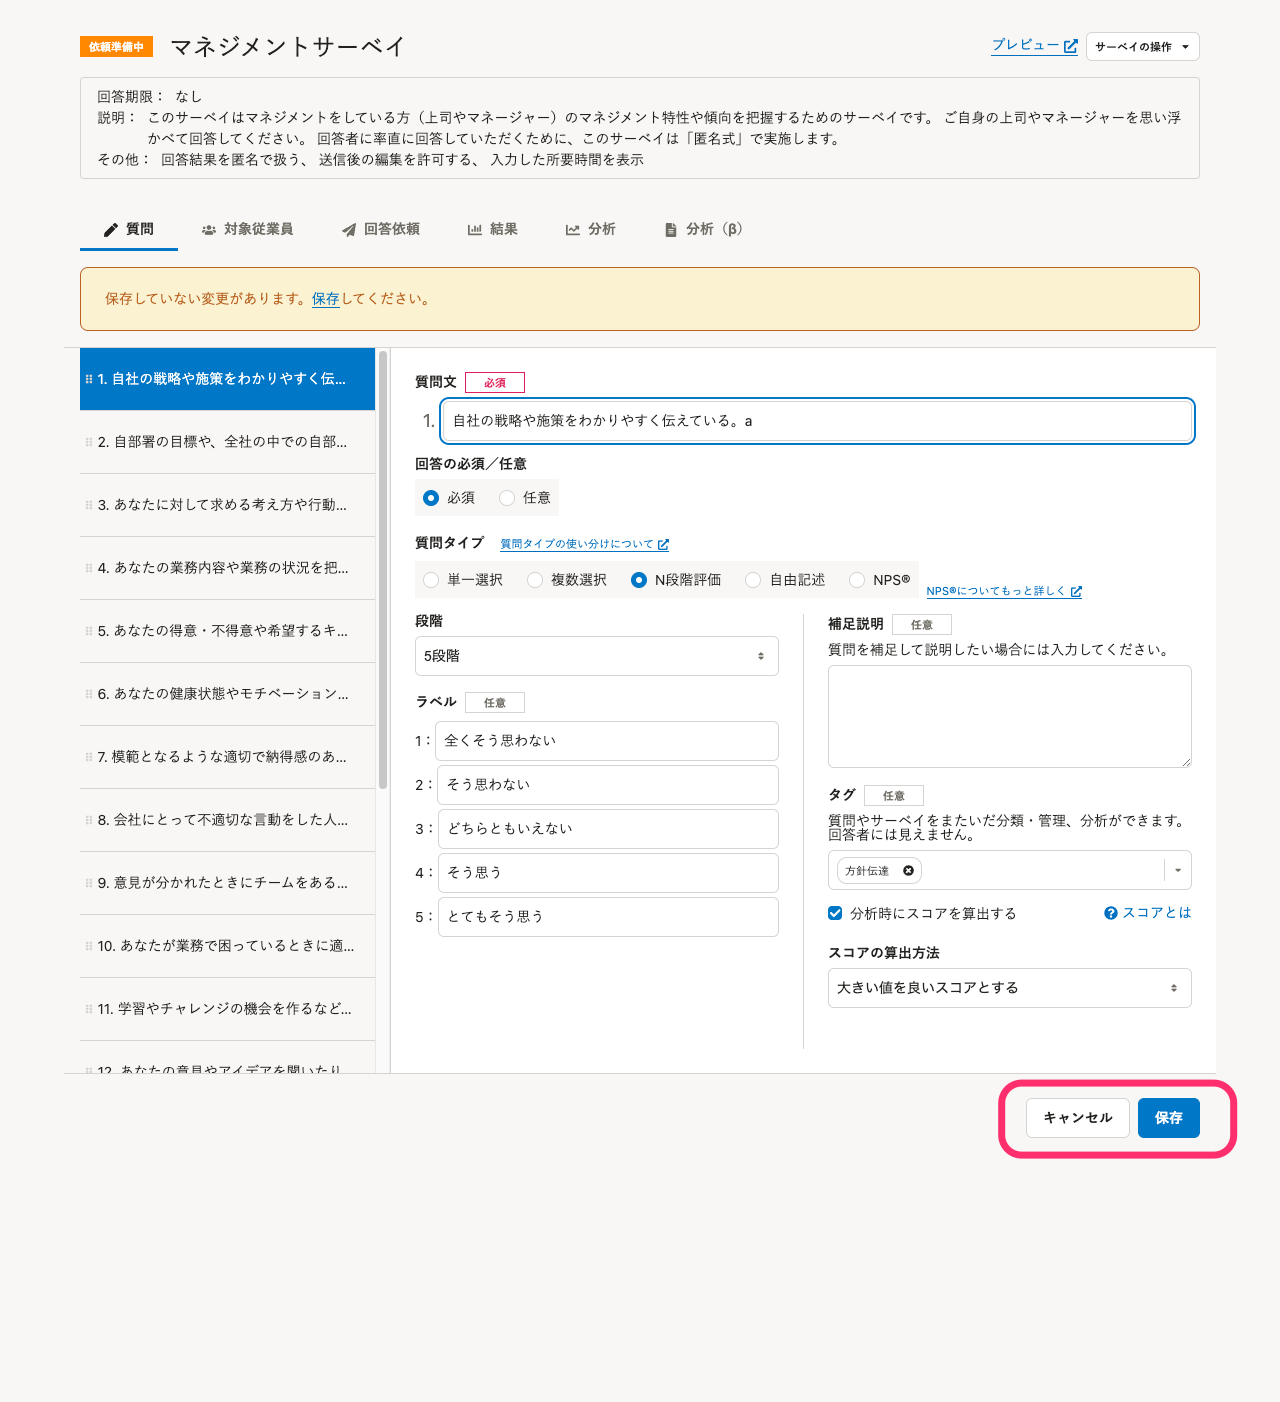 依頼準備中 マネジメントサーベイ プレビュー サーベイの操作
回答期限： なし
説明： このサーベイはマネジメントをしている方（上司やマネージャー）のマネジメント特性や傾向を把握するためのサーベイです。 ご自身の上司やマネージャーを思い浮
かべて回答してください。 回答者に率直に回答していただくために、このサーベイは「匿名式」で実施します。
その他： 回答結果を匿名で扱う、 送信後の編集を許可する、 入力した所要時間を表示
質問 対象従業員 回答依頼 結果 分析 分析（β）
保存していない変更があります。保存してください。
1. 自社の戦略や施策をわかりやすく伝...
2. 自部署の目標や、全社の中での自部...
3. あなたに対して求める考え方や行動...
4. あなたの業務内容や業務の状況を把...
5. あなたの得意・不得意や希望するキ...
6. あなたの健康状態やモチベーション...
7. 模範となるような適切で納得感のあ...
8. 会社にとって不適切な言動をした人...
9. 意見が分かれたときにチームをある...
10. あなたが業務で困っているときに適...
11. 学習やチャレンジの機会を作るなど...
12. あなたの意見やアイデアを聞いたり
質問文 必須
1. 自社の戦略や施策をわかりやすく伝えている。a
回答の必須／任意
必須 任意
質問タイプ 質問タイプの使い分けについて
単一選択 複数選択 N段階評価 自由記述 NPS® NPS®についてもっと詳しく
段階
5段階
ラベル 任意
1： 全くそう思わない
2： そう思わない
3： どちらともいえない
4： そう思う
5： とてもそう思う
補足説明 任意
質問を補足して説明したい場合には入力してください。
タグ 任意
質問やサーベイをまたいだ分類・管理、分析ができます。
回答者には見えません。
方針伝達
分析時にスコアを算出する スコアとは
スコアの算出方法
大きい値を良いスコアとする
キャンセル 保存